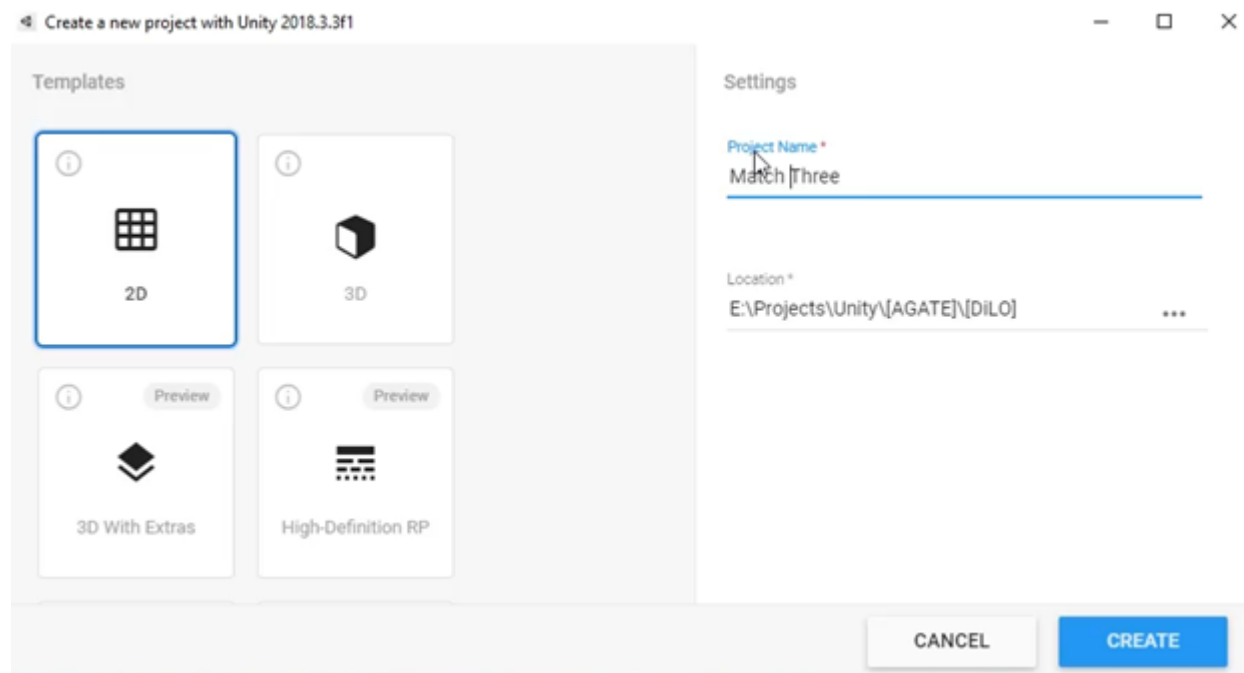 Create a new project with Unity 2018.3.3f1
Templates
Settings
2D
3D
Preview
3D With Extras
Preview
High-Definition RP
Project Name *
Match Three
Location *
E:\Projects\Unity\[AGATE]\[DiLO]
...
CANCEL
CREATE